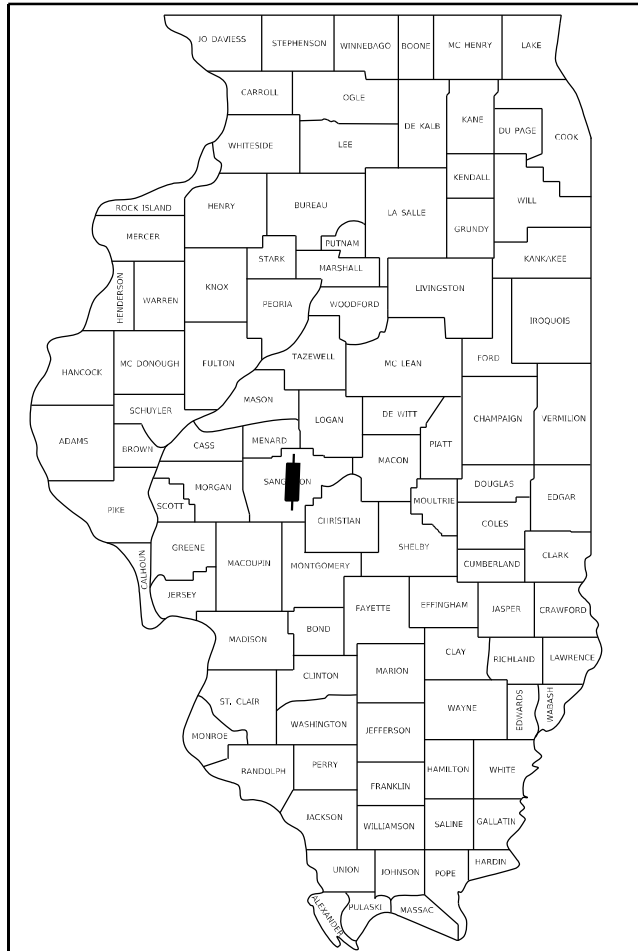 JO DAVIESS
STEPHENSON
WINNEBAGO
BOONE
MC HENRY
LAKE
CARROLL
OGLE
DE KALB
KANE
DU PAGE
COOK
WHITESIDE
LEE
KENDALL
WILL
ROCK ISLAND
HENRY
BUREAU
LA SALLE
GRUNDY
MERCER
PUTNAM
STARK
MARSHALL
KANKAKEE
HENDERSON
WARREN
KNOX
PEORIA
WOODFORD
LIVINGSTON
IROQUOIS
HANCOCK
MC DONOUGH
FULTON
TAZEWELL
MC LEAN
FORD
MASON
SCHUYLER
LOGAN
DE WITT
CHAMPAIGN
VERMILION
ADAMS
BROWN
CASS
MENARD
PIATT
MACON
MORGAN
SANG ON
DOUGLAS
MOULTRIE
EDGAR
PIKE
SCOTT
CHRISTIAN
COLES
SHELBY
GREENE
MACOUPIN
MONTGOMERY
CUMBERLAND
CLARK
CALHOUN
JERSEY
FAYETTE
EFFINGHAM
JASPER
CRAWFORD
MADISON
BOND
CLAY
RICHLAND
LAWRENCE
CLINTON
MARION
ST. CLAIR
WAYNE
EDWARDS
WABASH
WASHINGTON
JEFFERSON
MONROE
RANDOLPH
PERRY
HAMILTON
WHITE
FRANKLIN
JACKSON
WILLIAMSON
SALINE
GALLATIN
UNION
JOHNSON
POPE
HARDIN
ALEXANDER
PULASKI
MASSAC